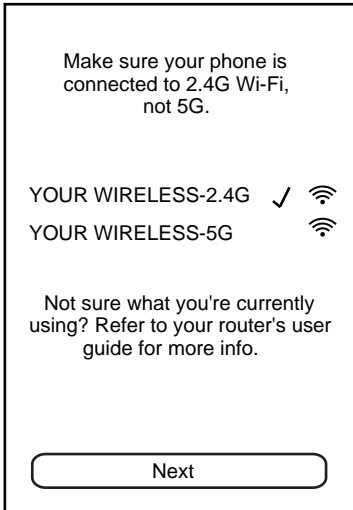 Make sure your phone is
connected to 2.4G Wi-Fi,
not 5G.
YOUR WIRELESS-2.4G
YOUR WIRELESS-5G
Not sure what you're currently
using? Refer to your router's user
guide for more info.
Next